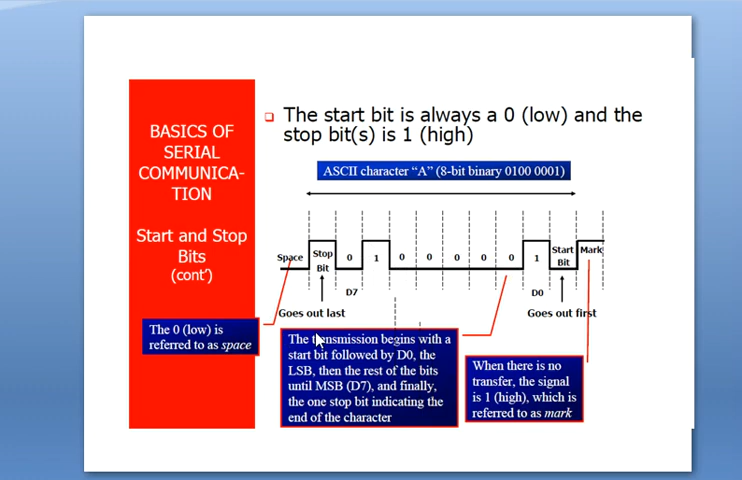 BASICS OF
SERIAL
COMMUNICA-
TION
Start and Stop
Bits
(cont')
The start bit is always a 0 (low) and the
stop bit(s) is 1 (high)
ASCII character “A” (8-bit binary 0100 0001)
Space
Stop
Bit
0 1 0 0 0 0 0 1
Start
Bit
Mark
D7
D0
Goes out last
Goes out first
The 0 (low) is
referred to as space
The transmission begins with a
start bit followed by D0, the
LSB, then the rest of the bits
until MSB (D7), and finally,
the one stop bit indicating the
end of the character
When there is no
transfer, the signal
is 1 (high), which is
referred to as mark